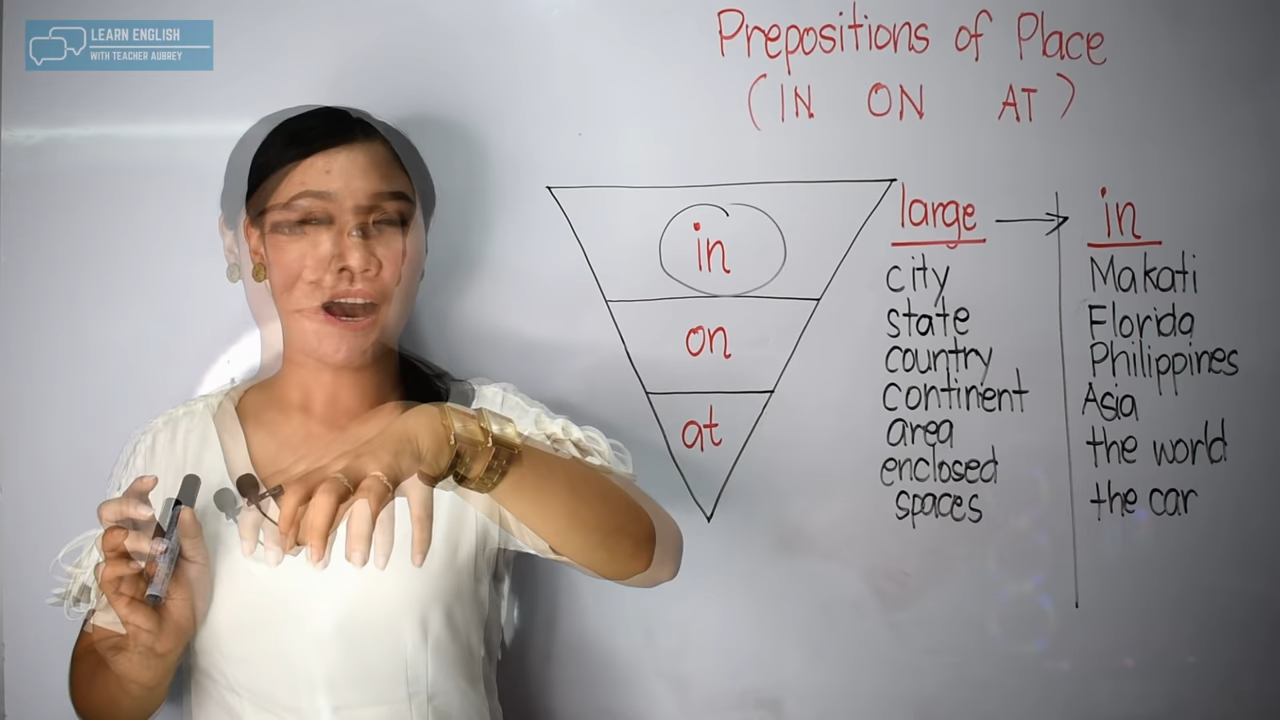 LEARN ENGLISH
WITH TEACHER AUBREY
Prepositions of Place
(IN ON AT)
in
on
at
large
city
state
country
continent
area
enclosed
spaces
in
Makati
Florida
Philippines
Asia
the world
the car